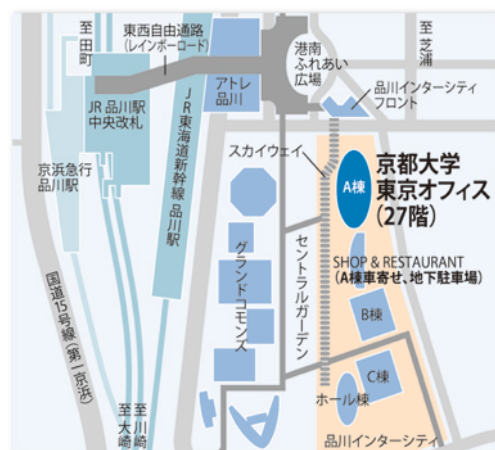 至田町
東西自由通路
(レインボーロード)
アトレ
品川
港南
ふれあい
広場
至芝浦
JR 品川駅
中央改札
JR東海道新幹線 品川駅
品川インターシティ
フロント
スカイウェイ
京浜急行
品川駅
A棟
京都大学
東京オフィス
(27階)
グランドコモンズ
セントラルガーデン
SHOP & RESTAURANT
(A棟車寄せ、地下駐車場)
B棟
国道15号線(第一京浜)
C棟
ホール棟
至大崎
至川崎
品川インターシティ